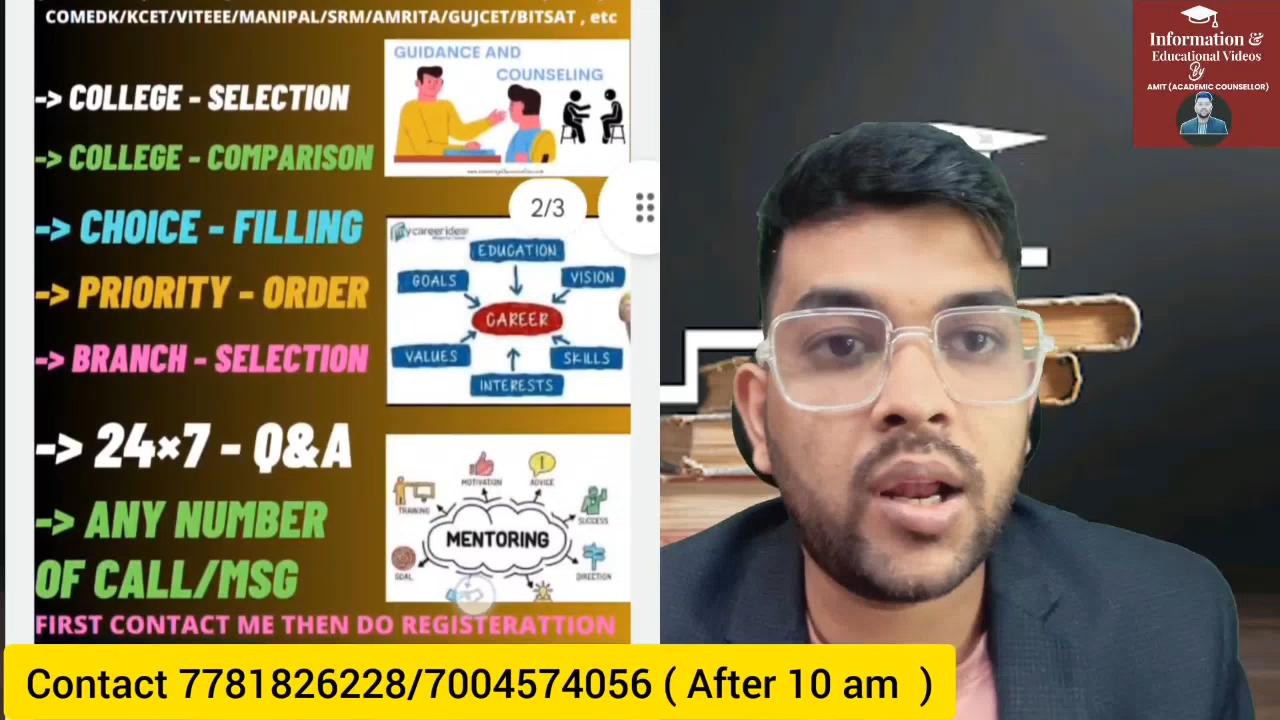 COMEDK/KCET/VITEEE/MANIPAL/SRM/AMRITA/GUJCET/BITSAT , etc
-> COLLEGE - SELECTION
-> COLLEGE - COMPARISON
-> CHOICE - FILLING
-> PRIORITY - ORDER
-> BRANCH - SELECTION
-> 24×7 - Q&A
-> ANY NUMBER
OF CALL/MSG
FIRST CONTACT ME THEN DO REGISTERATTION
GUIDANCE AND
COUNSELING
2/3
EDUCATION
GOALS
VISION
CAREER
VALUES
SKILLS
INTERESTS
MOTIVATION
ADVICE
TRAINING
SUCCESS
MENTORING
GOAL
DIRECTION
Information &
Educational Videos
By
AMIT (ACADEMIC COUNSELLOR)
Contact 7781826228/7004574056 ( After 10 am )